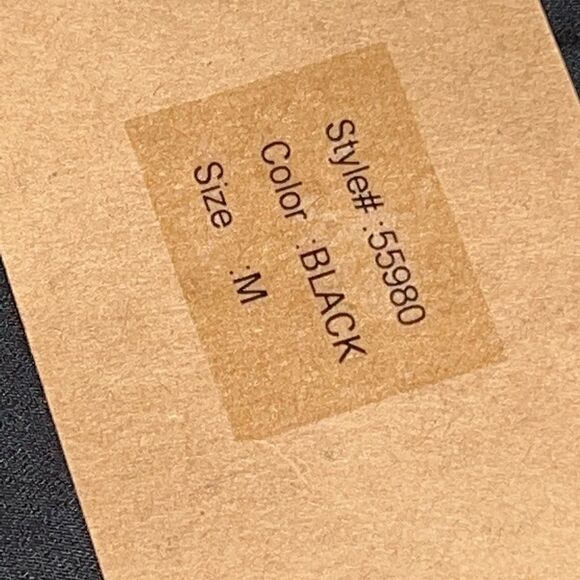 Style# :55980
Color :BLACK
Size :M